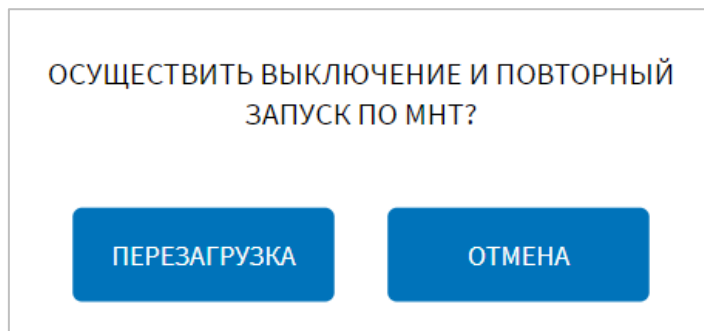 ОСУЩЕСТВИТЬ ВЫКЛЮЧЕНИЕ И ПОВТОРНЫЙ
ЗАПУСК ПО МНТ?
ПЕРЕЗАГРУЗКА
ОТМЕНА